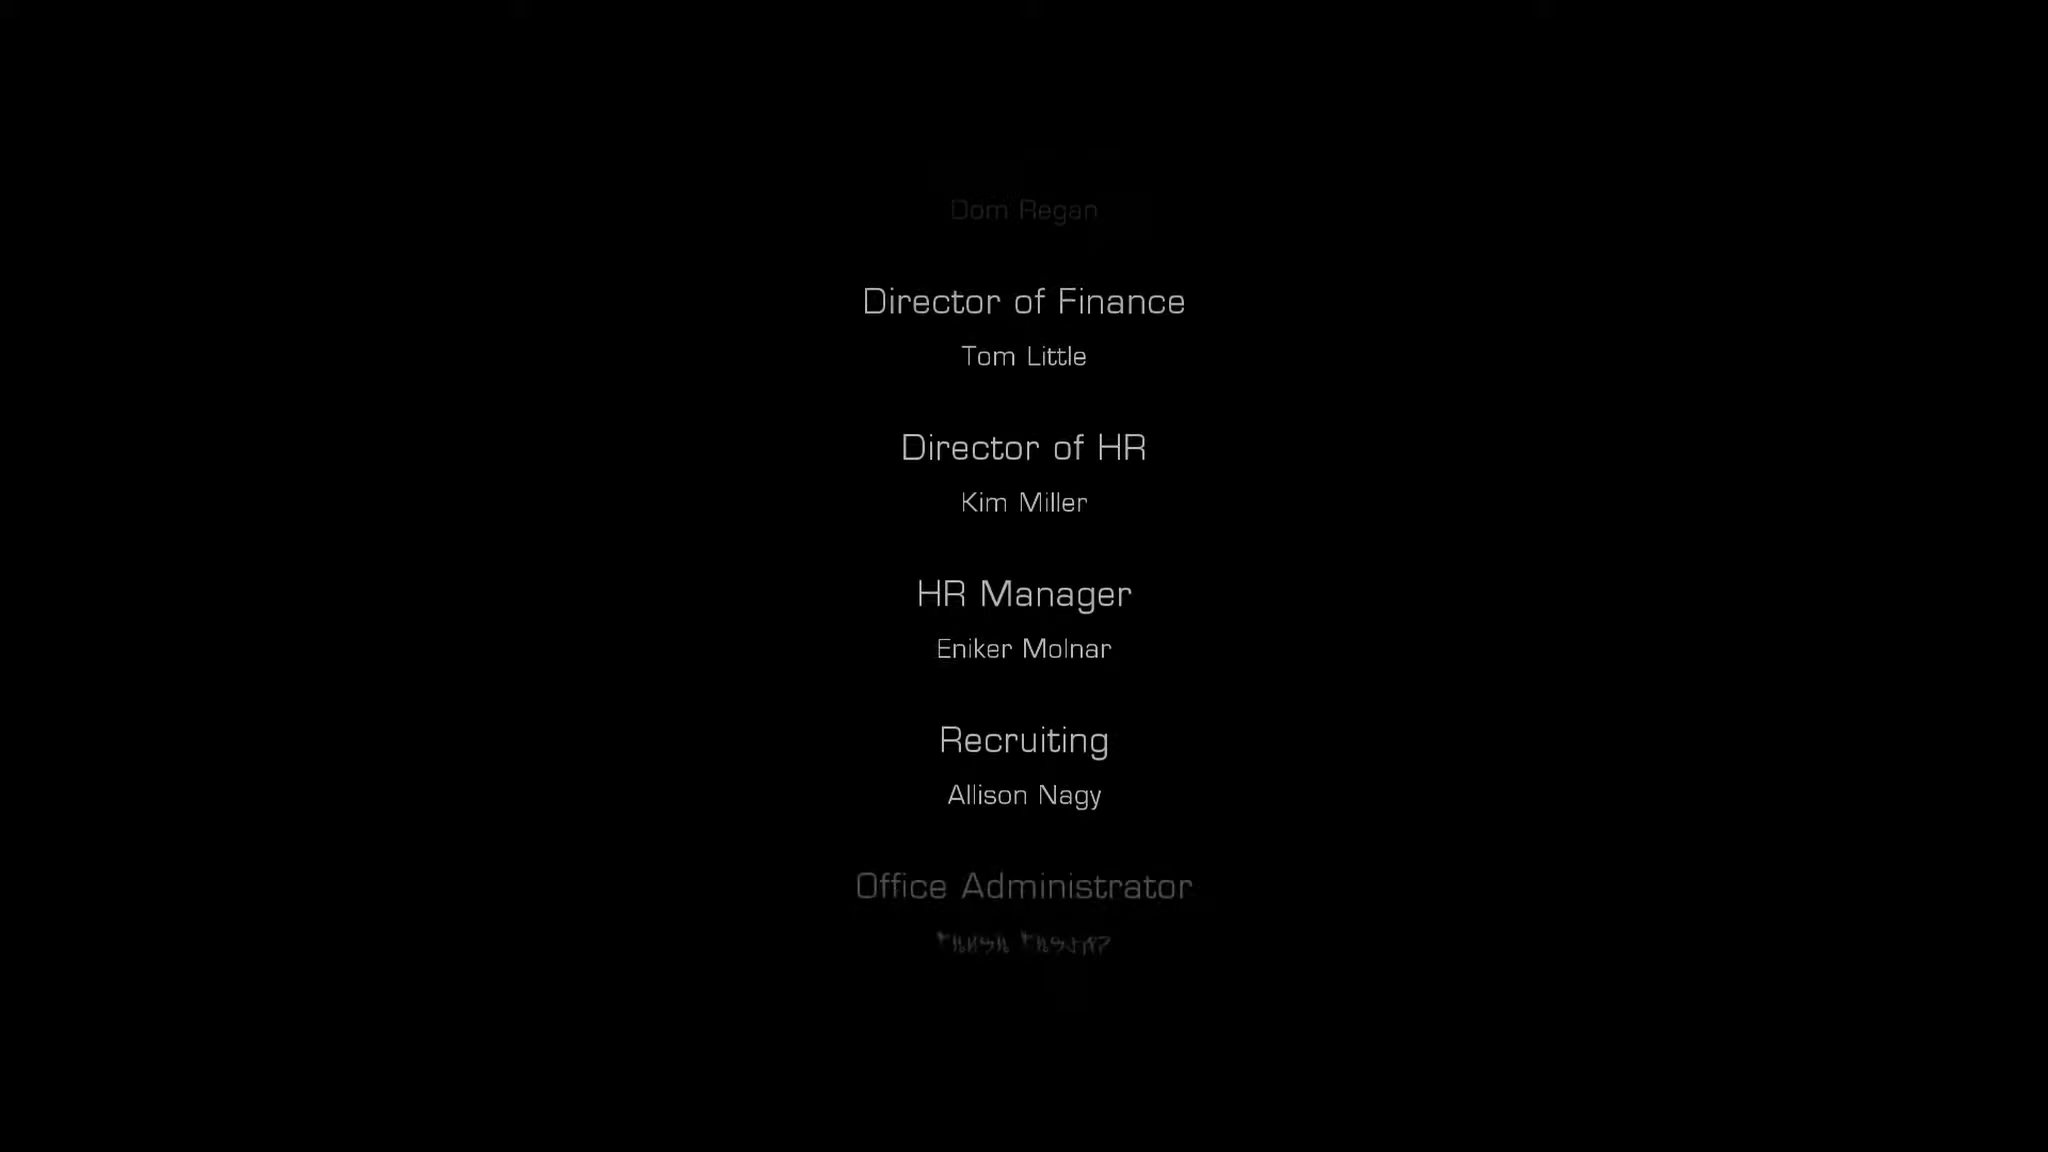 Dom Regan
Director of Finance
Tom Little
Director of HR
Kim Miller
HR Manager
Eniker Molnar
Recruiting
Allison Nagy
Office Administrator